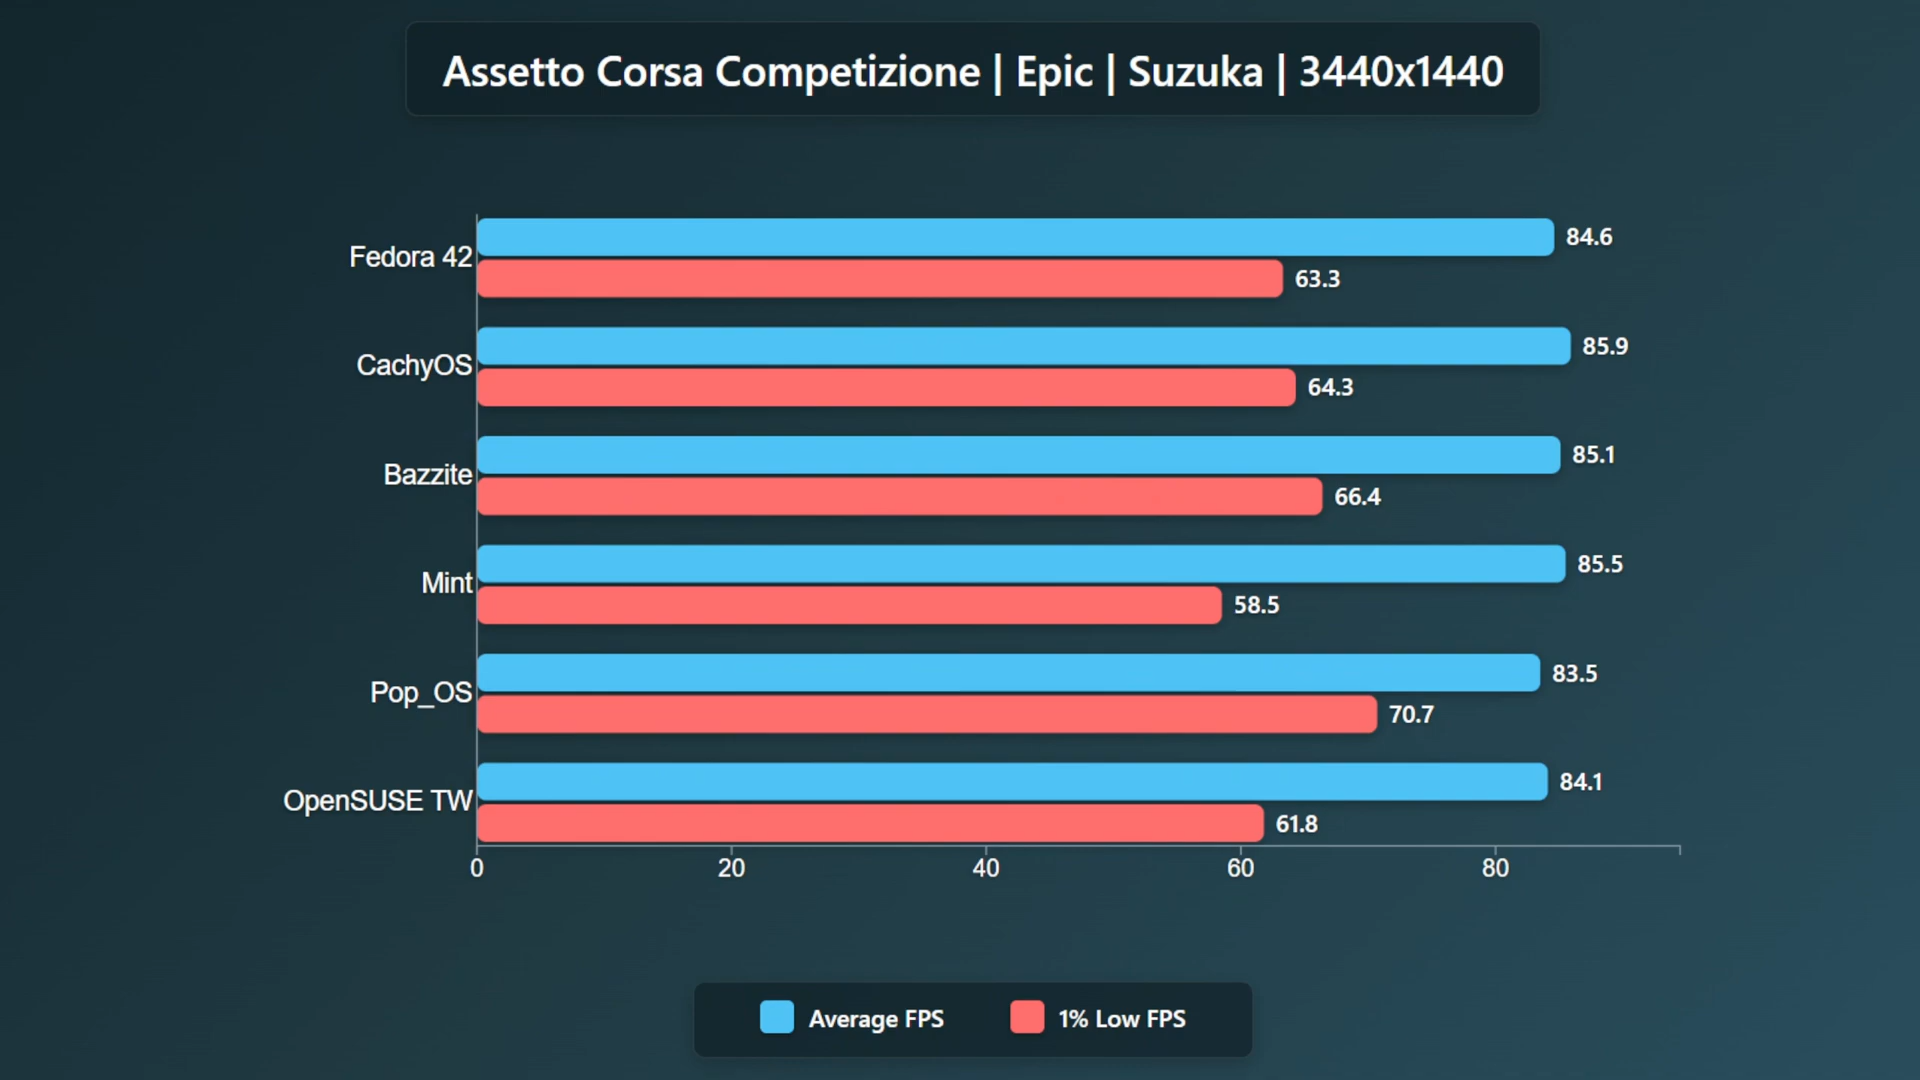 Assetto Corsa Competizione | Epic | Suzuka | 3440x1440
Fedora 42
84.6
63.3
CachyOS
85.9
64.3
Bazzite
85.1
66.4
Mint
85.5
58.5
Pop_OS
83.5
70.7
OpenSUSE TW
84.1
61.8
0 20 40 60 80
Average FPS 1% Low FPS